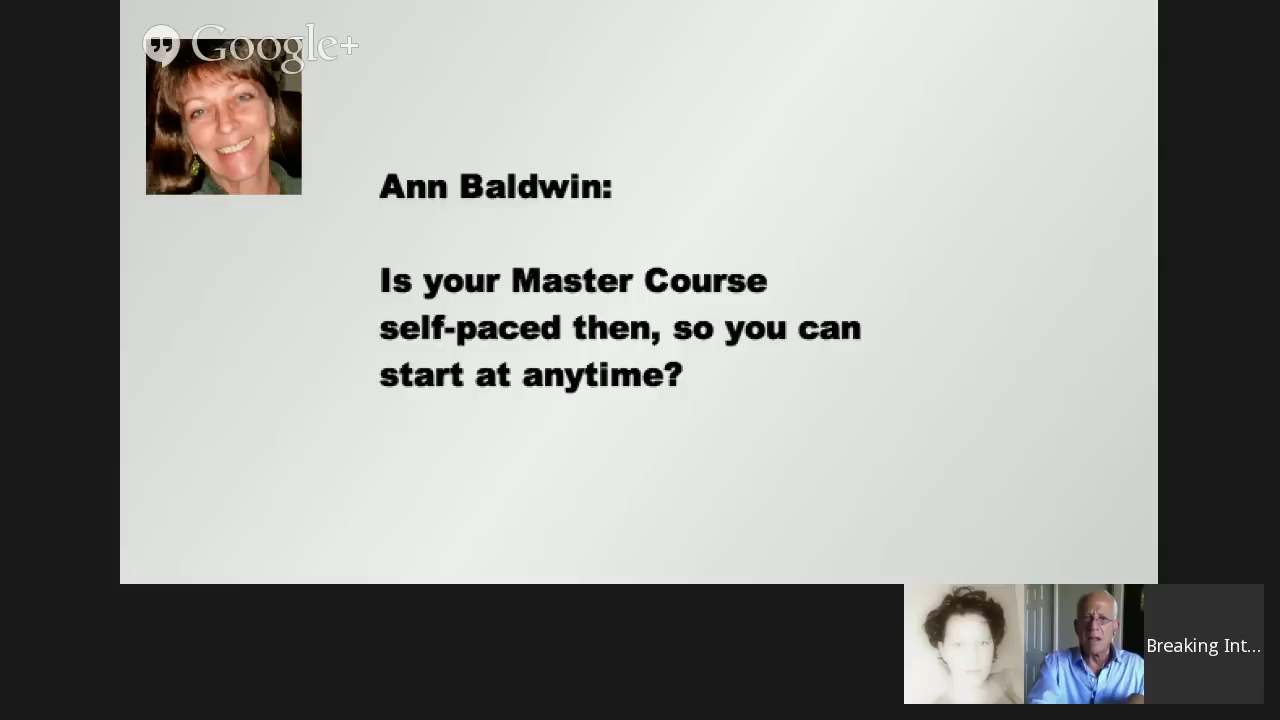 Google+
Ann Baldwin:
Is your Master Course
self-paced then, so you can
start at anytime?
Breaking Int...